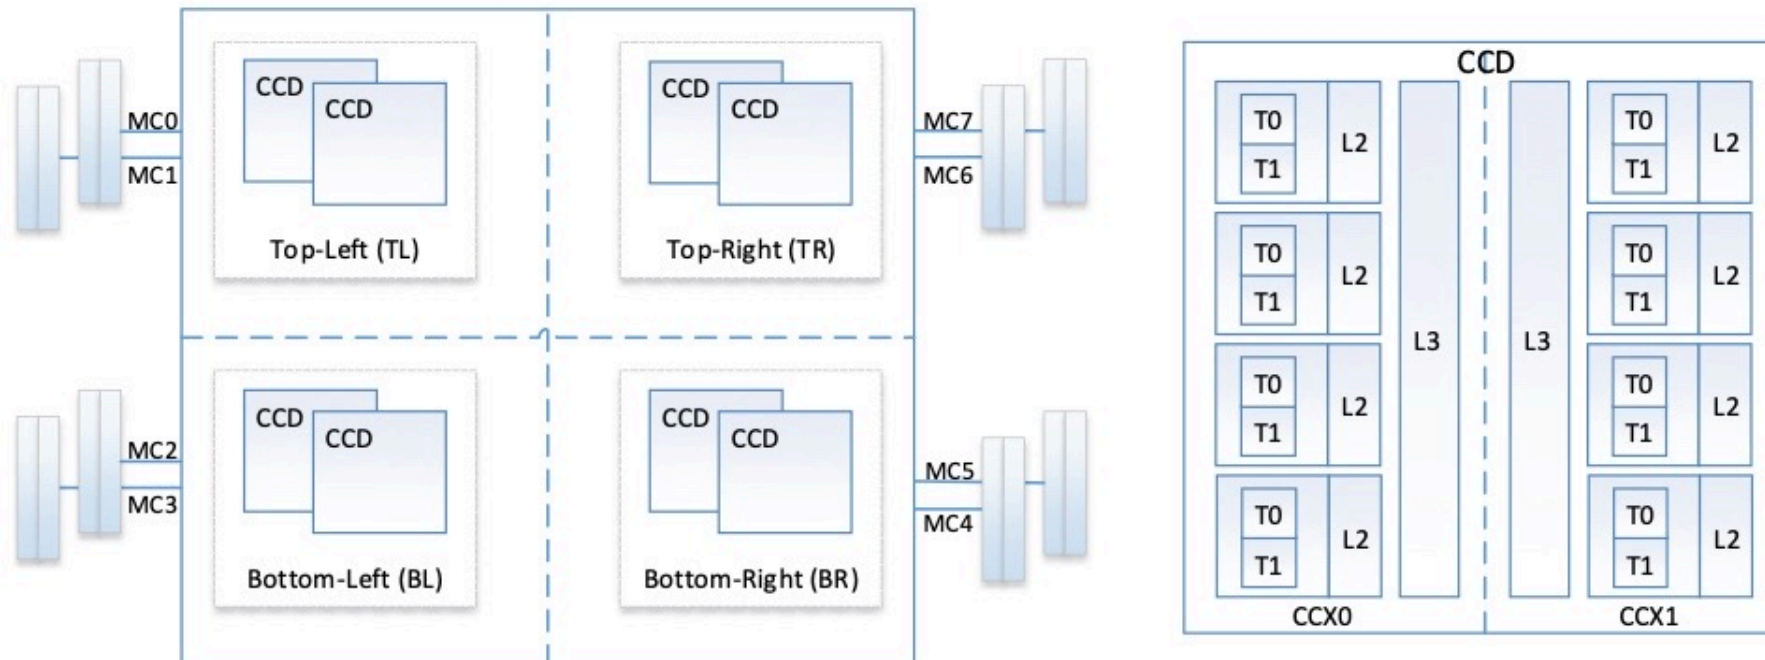 MC0
MC1
CCD
CCD
Top-Left (TL)
CCD
CCD
Top-Right (TR)
MC7
MC6
MC2
MC3
CCD
CCD
Bottom-Left (BL)
CCD
CCD
Bottom-Right (BR)
MC5
MC4
CCD
T0
T1
L2
T0
T1
L2
T0
T1
L2
T0
T1
L2
L3
CCX0
L3
T0
T1
L2
T0
T1
L2
T0
T1
L2
T0
T1
L2
CCX1